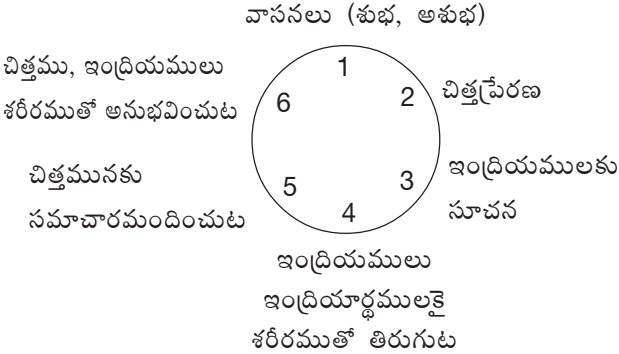 వాసనలు (శుభ, అశుభ)
1
2
చిత్తప్రేరణ
3
ఇంద్రియములకు
సూచన
4
ఇంద్రియములు
ఇంద్రియార్థములకై
శరీరముతో తిరుగుట
5
చిత్తమునకు
సమాచారమందించుట
6
చిత్తము, ఇంద్రియములు
శరీరముతో అనుభవించుట